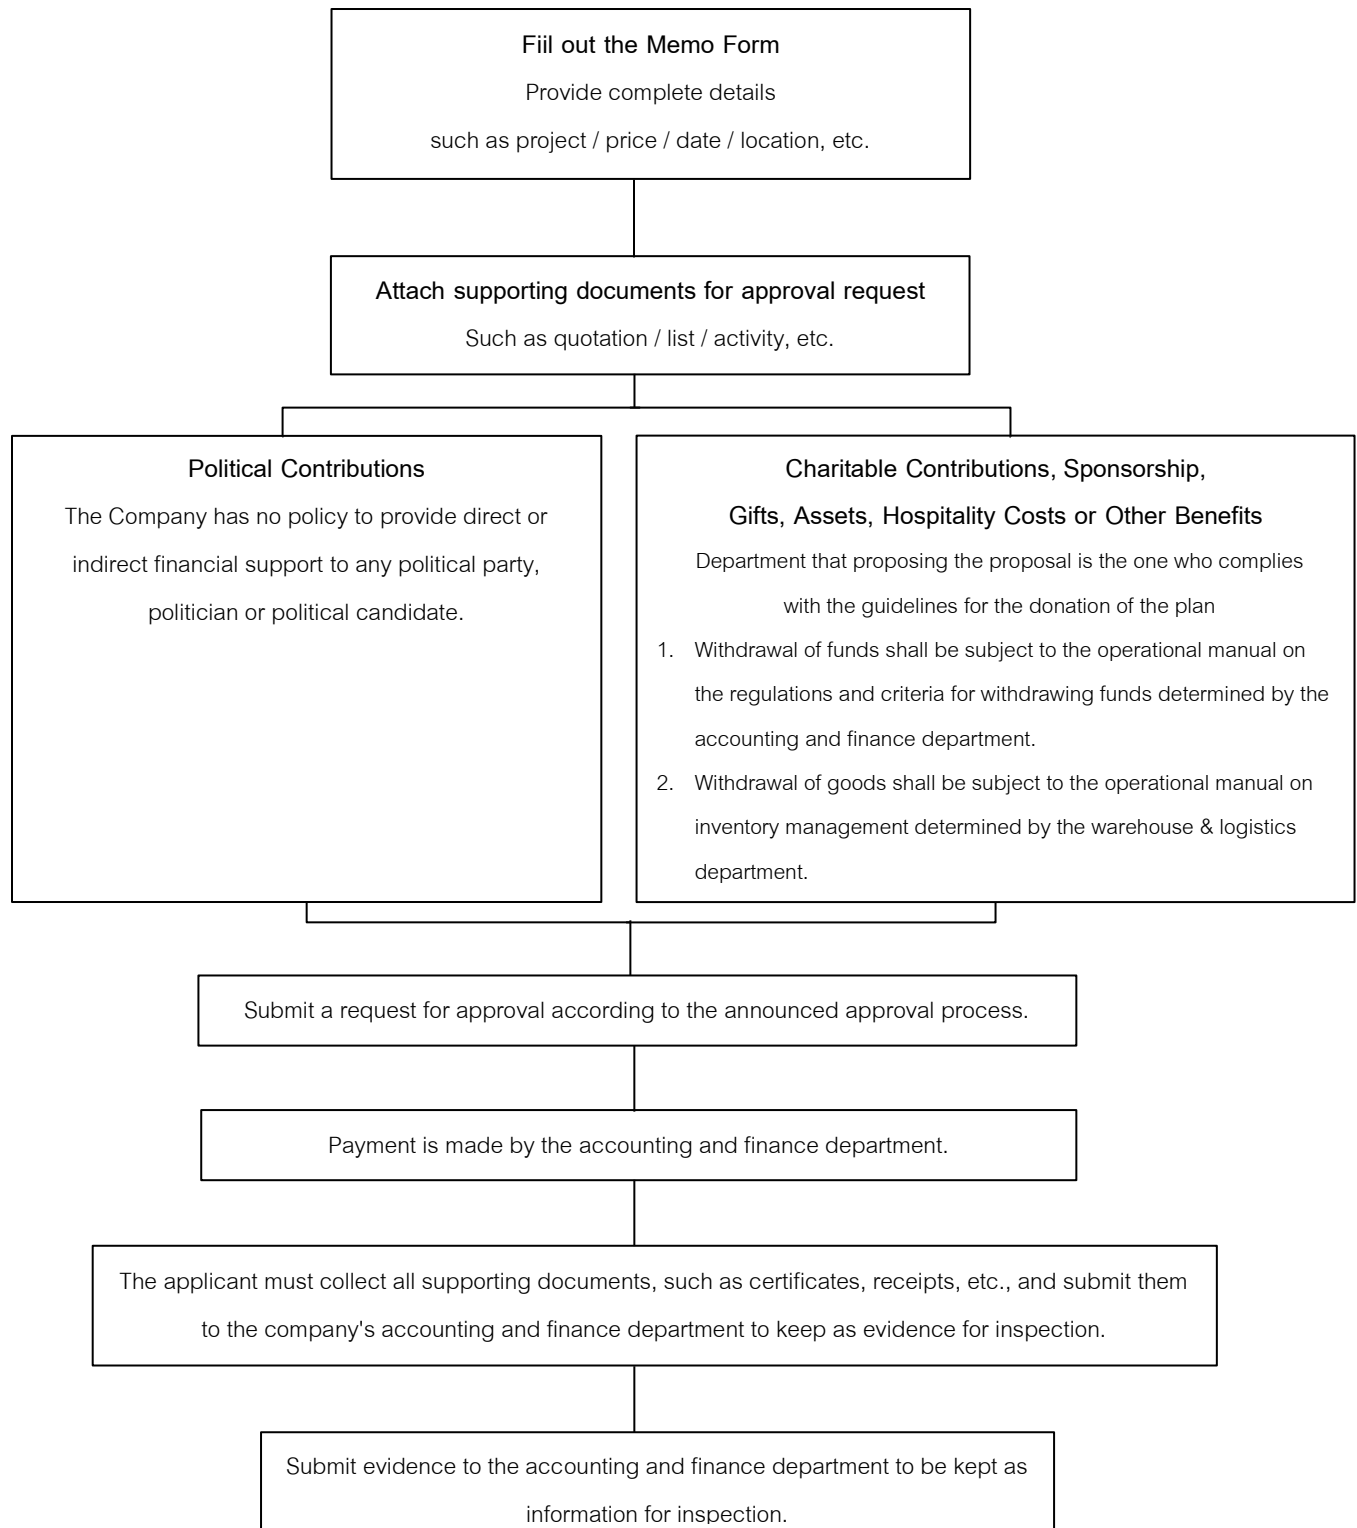 Fiil out the Memo Form
Provide complete details
such as project / price / date / location, etc.
Attach supporting documents for approval request
Such as quotation / list / activity, etc.
Political Contributions
The Company has no policy to provide direct or
indirect financial support to any political party,
politician or political candidate.
Charitable Contributions, Sponsorship,
Gifts, Assets, Hospitality Costs or Other Benefits
Department that proposing the proposal is the one who complies
with the guidelines for the donation of the plan
1. Withdrawal of funds shall be subject to the operational manual on
the regulations and criteria for withdrawing funds determined by the
accounting and finance department.
2. Withdrawal of goods shall be subject to the operational manual on
inventory management determined by the warehouse & logistics
department.
Submit a request for approval according to the announced approval process.
Payment is made by the accounting and finance department.
The applicant must collect all supporting documents, such as certificates, receipts, etc., and submit them
to the company's accounting and finance department to keep as evidence for inspection.
Submit evidence to the accounting and finance department to be kept as
information for inspection.